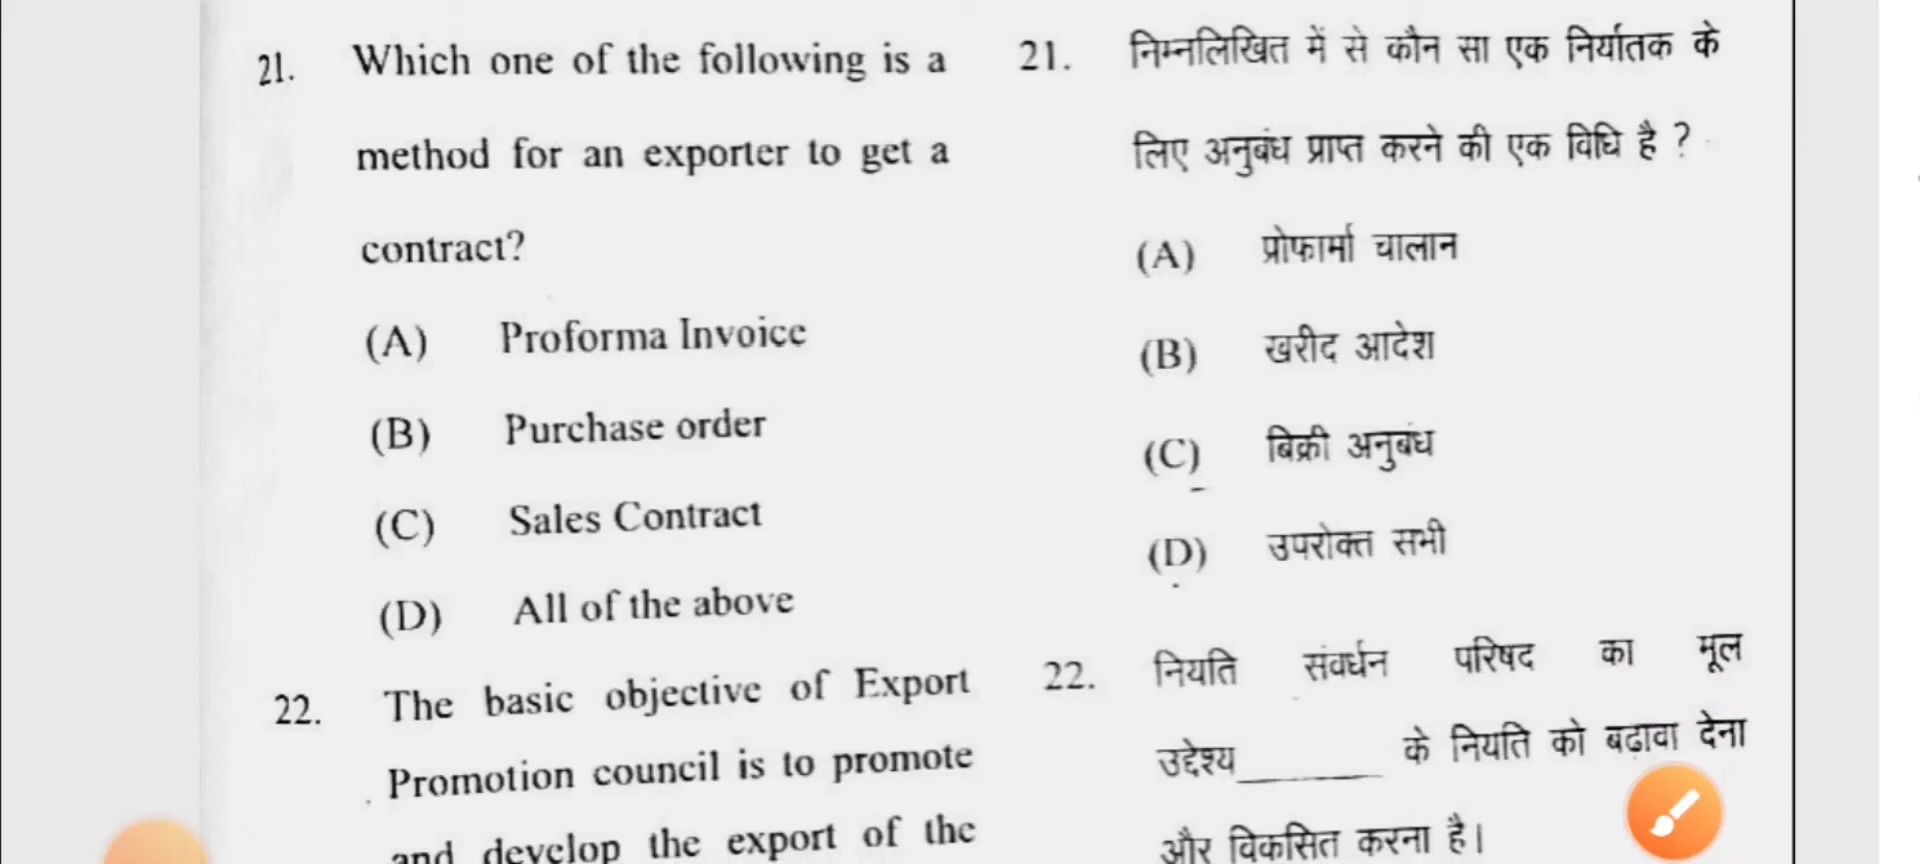 21. Which one of the following is a
method for an exporter to get a
contract?
(A) Proforma Invoice
(B) Purchase order
(C) Sales Contract
(D) All of the above
22. The basic objective of Export
Promotion council is to promote
and develop the export of the
21. निम्नलिखित में से कौन सा एक निर्यातक के
लिए अनुबंध प्राप्त करने की एक विधि है ?
(A) प्रोफार्मा चालान
(B) खरीद आदेश
(C) बिक्री अनुबंध
(D) उपरोक्त सभी
22. नियति संवर्धन परिषद का मूल
उद्देश्य______ के नियति को बढ़ावा देना
और विकसित करना है।